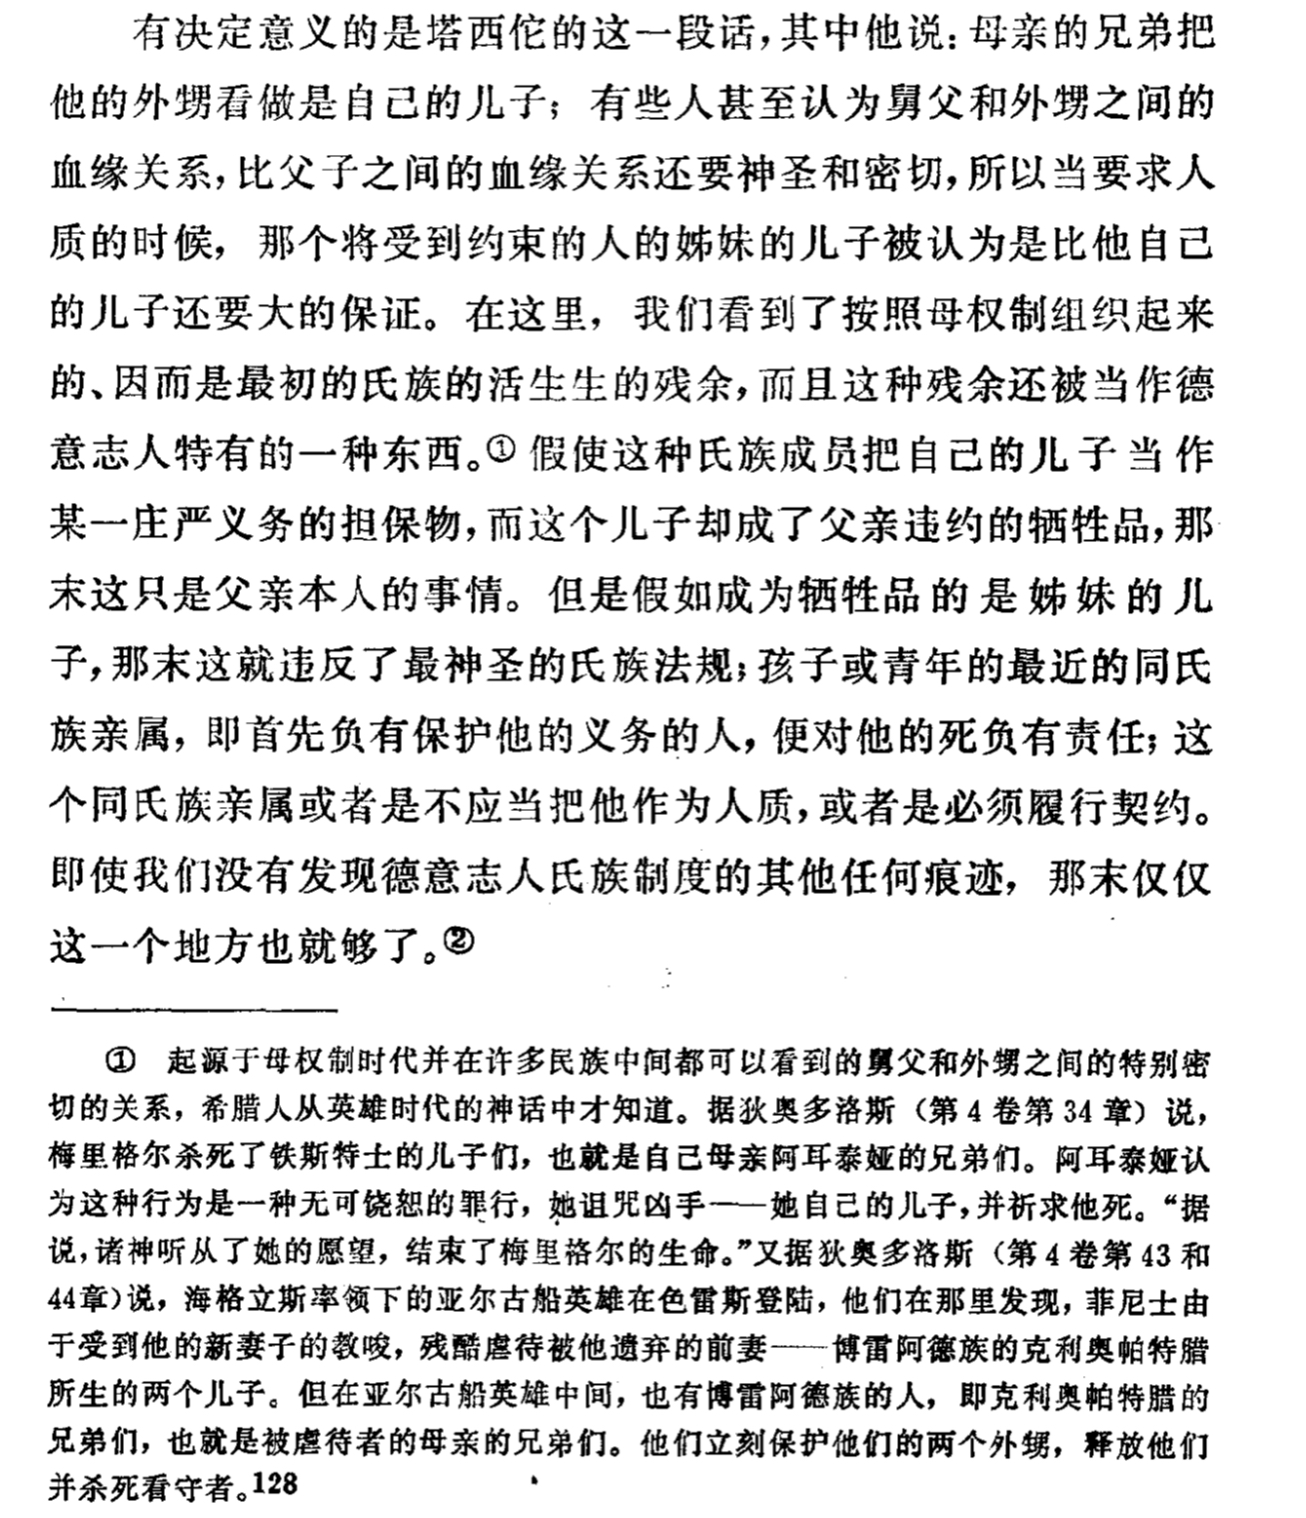 有决定意义的是塔西佗的这一段话，其中他说：母亲的兄弟把
他的外甥看做是自己的儿子；有些人甚至认为舅父和外甥之间的
血缘关系，比父子之间的血缘关系还要神圣和密切，所以当要求人
质的时候，那个将受到约束的人的姊妹的儿子被认为是比他自己
的儿子还要大的保证。在这里，我们看到了按照母权制组织起来
的、因而是最初的氏族的活生生的残余，而且这种残余还被当作德
意志人特有的一种东西。① 假使这种氏族成员把自己的儿子当作
某一庄严义务的担保物，而这个儿子却成了父亲违约的牺牲品，那
末这只是父亲本人的事情。但是假如成为牺牲品的是姊妹的儿
子，那末这就违反了最神圣的氏族法规；孩子或青年的最近的同氏
族亲属，即首先负有保护他的义务的人，便对他的死负有责任；这
个同氏族亲属或者是不应当把他作为人质，或者是必须履行契约。
即使我们没有发现德意志人氏族制度的其他任何痕迹，那末仅仅
这一个地方也就够了。②
① 起源于母权制时代并在许多民族中间都可以看到的舅父和外甥之间的特别密
切的关系，希腊人从英雄时代的神话中才知道。据狄奥多洛斯（第4卷第34章）说，
梅里格尔杀死了铁斯特士的儿子们，也就是自己母亲阿耳泰娅的兄弟们。阿耳泰娅认
为这种行为是一种无可饶恕的罪行，她诅咒凶手——她自己的儿子，并祈求他死。“据
说，诸神听从了她的愿望，结束了梅里格尔的生命。”又据狄奥多洛斯（第4卷第43和
44章）说，海格立斯率领下的亚尔古船英雄在色雷斯登陆，他们在那里发现，菲尼士由
于受到他的新妻子的教唆，残酷虐待被他遗弃的前妻——博雷阿德族的克利奥帕特腊
所生的两个儿子。但在亚尔古船英雄中间，也有博雷阿德族的人，即克利奥帕特腊的
兄弟们，也就是被虐待者的母亲的兄弟们。他们立刻保护他们的两个外甥，释放他们
并杀死看守者。128